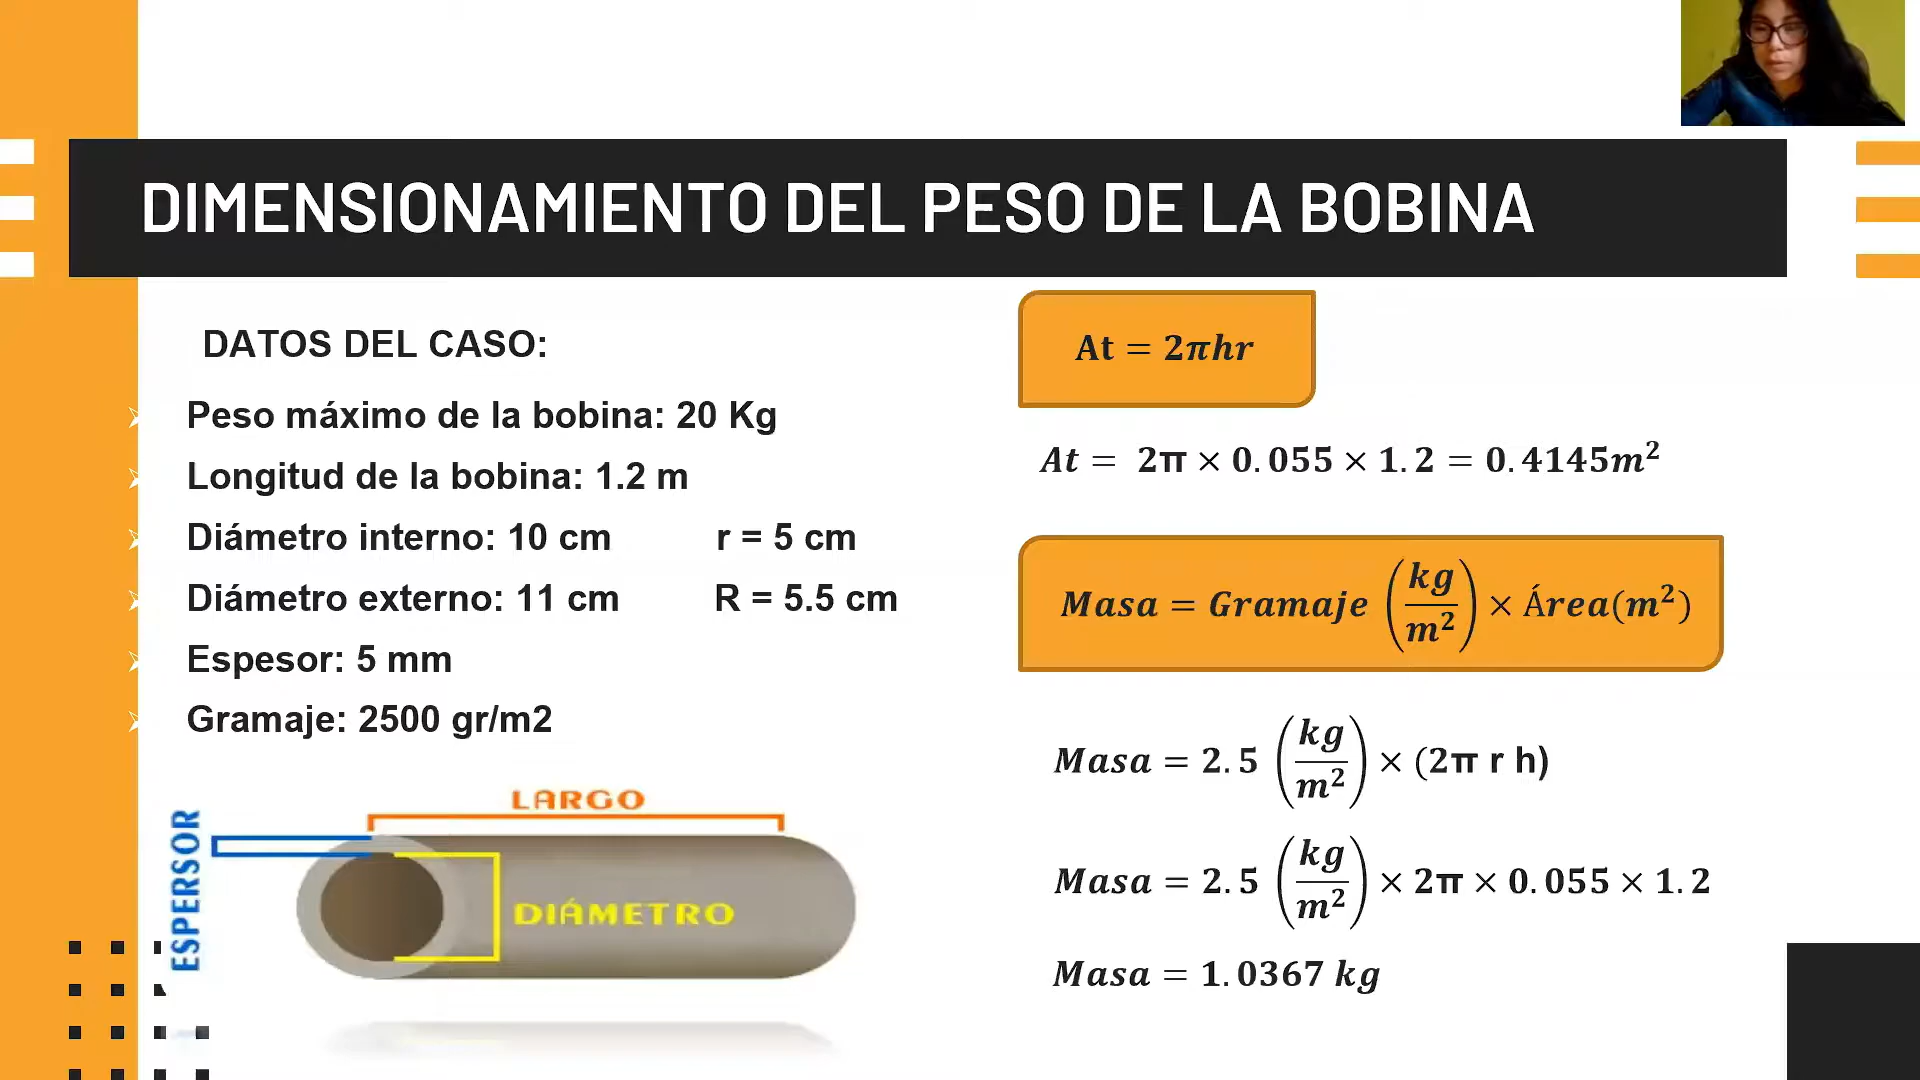 DIMENSIONAMIENTO DEL PESO DE LA BOBINA
DATOS DEL CASO:
Peso máximo de la bobina: 20 Kg
Longitud de la bobina: 1.2 m
Diámetro interno: 10 cm r = 5 cm
Diámetro externo: 11 cm R = 5.5 cm
Espesor: 5 mm
Gramaje: 2500 gr/m2
LARGO
ESPERSOR
DIÁMETRO
At = 2πhr
At = 2π × 0.055 × 1.2 = 0.4145m²
Masa = Gramaje (kg/m²) × Área(m²)
Masa = 2.5 (kg/m²) × (2π r h)
Masa = 2.5 (kg/m²) × 2π × 0.055 × 1.2
Masa = 1.0367 kg